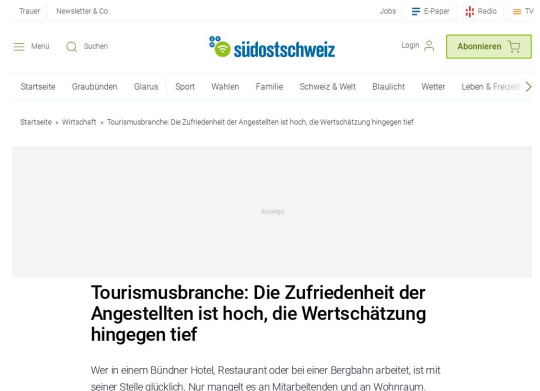 Trauer Newsletter & Co Jobs E-Paper Radio TV
Menü Suchen südostschweiz Login Abonnieren
Startseite Graubünden Glarus Sport Wahlen Familie Schweiz & Welt Blaulicht Wetter Leben & Freizeit
Startseite » Wirtschaft » Tourismusbranche: Die Zufriedenheit der Angestellten ist hoch, die Wertschätzung hingegen tief
Anzeige
Tourismusbranche: Die Zufriedenheit der
Angestellten ist hoch, die Wertschätzung
hingegen tief
Wer in einem Bündner Hotel, Restaurant oder bei einer Bergbahn arbeitet, ist mit
seiner Stelle glücklich. Nur mangelt es an Mitarbeitenden und an Wohnraum.